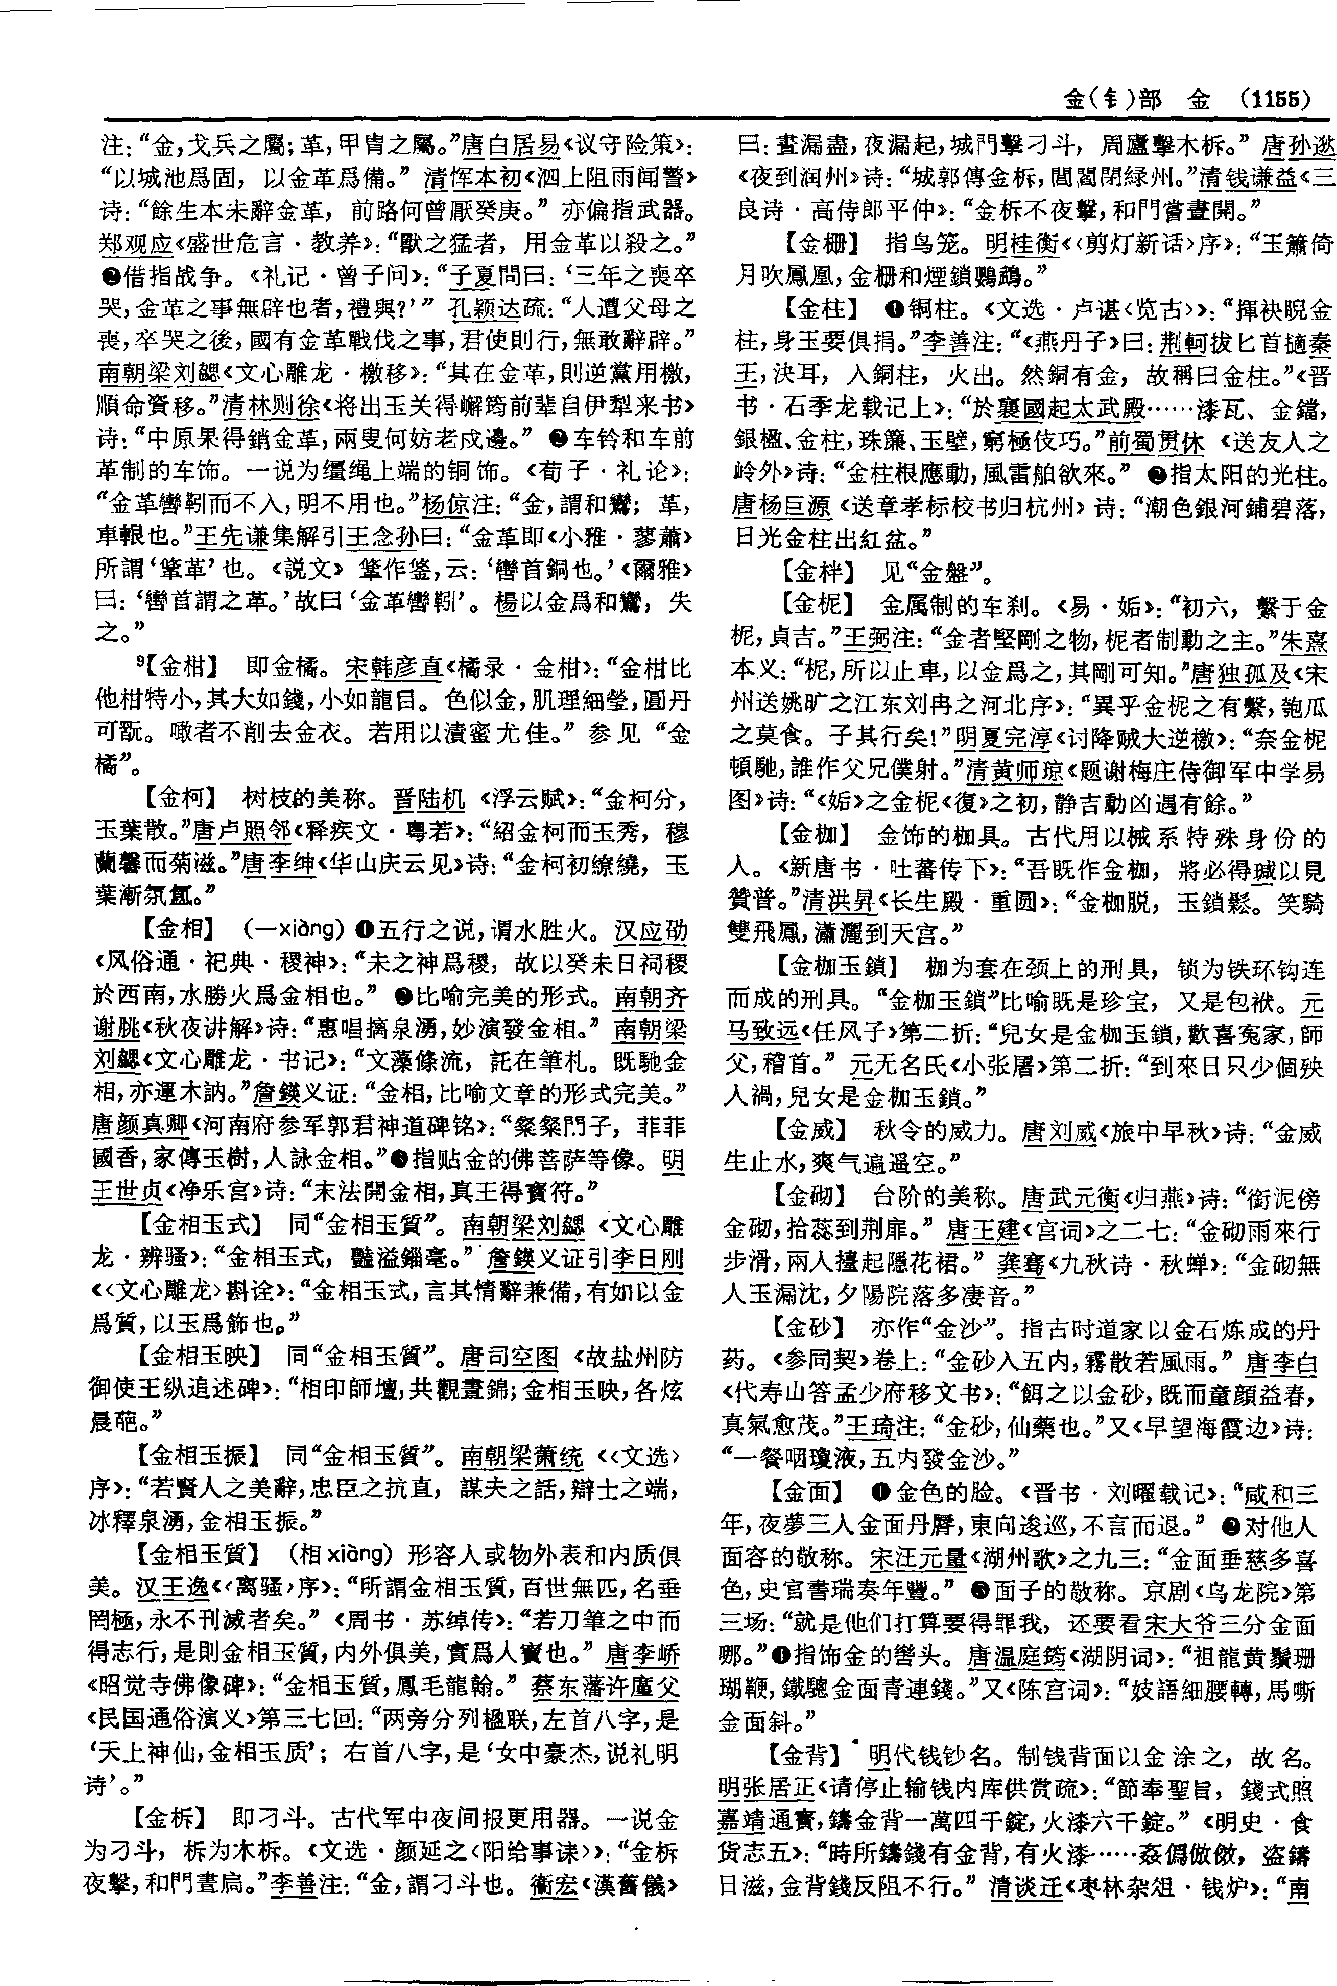 金(钅)部　金　(1155)
注:“金,戈兵之屬;革,甲胄之屬。”唐白居易《议守险策》:
“以城池爲固，以金革爲備。”清恽本初《泗上阻雨闻警》
诗:“餘生本未辭金革，前路何曾厭癸庚。”亦偏指武器。
郑观应《盛世危言·教养》:“獸之猛者，用金革以殺之。”
❷借指战争。《礼记·曾子问》:“子夏問曰:‘三年之喪卒
哭,金革之事無辟也者,禮與?’”孔颖达疏:“人遭父母之
喪,卒哭之後,國有金革戰伐之事,君使則行,無敢辭辟。”
南朝梁刘勰《文心雕龙·檄移》:“其在金革,則逆黨用檄,
順命資移。”清林则徐《将出玉关得嶰筠前辈自伊犁来书》
诗:“中原果得銷金革,兩叟何妨老戍邊。”❷车铃和车前
革制的车饰。一说为缰绳上端的铜饰。《荀子·礼论》:
“金革轡靷而不入,明不用也。”杨倞注:“金,謂和鸞；革,
車鞎也。”王先谦集解引王念孙曰:“金革即《小雅·蓼蕭》
所謂‘鞗革’也。《說文》鞗作鋚,云:‘轡首銅也。’《爾雅》
曰:‘轡首謂之革。’故曰‘金革轡靷’。楊以金爲和鸞，失
之。”
⁹【金柑】　即金橘。宋韩彦直《橘录·金柑》:“金柑比
他柑特小,其大如錢,小如龍目。色似金,肌理細瑩,圓丹
可翫。噉者不削去金衣。若用以漬蜜尤佳。”参见“金
橘”。
【金柯】　树枝的美称。晋陆机《浮云赋》:“金柯分,
玉葉散。”唐卢照邻《释疾文·粤若》:“紹金柯而玉秀，穆
蘭馨而菊滋。”唐李绅《华山庆云见》诗:“金柯初繚繞，玉
葉漸氛氳。”
【金相】　(一xiàng)❶五行之说,谓水胜火。汉应劭
《风俗通·祀典·稷神》:“未之神爲稷，故以癸未日祠稷
於西南,水勝火爲金相也。”❷比喻完美的形式。南朝齐
谢朓《秋夜讲解》诗:“惠唱摛泉湧,妙演發金相。”南朝梁
刘勰《文心雕龙·书记》:“文藻條流，託在筆札。既馳金
相,亦運木訥。”詹鍈义证:“金相,比喻文章的形式完美。”
唐颜真卿《河南府参军郭君神道碑铭》:“粲粲門子，菲菲
國香,家傳玉樹,人詠金相。”❸指贴金的佛菩萨等像。明
王世贞《净乐宫》诗:“末法開金相,真王得寳符。”
【金相玉式】　同“金相玉質”。南朝梁刘勰《文心雕
龙·辨骚》:“金相玉式，豔溢錙毫。”詹鍈义证引李日刚
《〈文心雕龙〉斠诠》:“金相玉式,言其情辭兼備,有如以金
爲質,以玉爲飾也。”
【金相玉映】　同“金相玉質”。唐司空图《故盐州防
御使王纵追述碑》:“相印師壇,共觀晝錦;金相玉映,各炫
晨葩。”
【金相玉振】　同“金相玉質”。南朝梁萧统《〈文选〉
序》:“若賢人之美辭,忠臣之抗直，謀夫之話,辯士之端,
冰釋泉湧,金相玉振。”
【金相玉質】　(相xiàng)形容人或物外表和内质俱
美。汉王逸《〈离骚〉序》:“所謂金相玉質,百世無匹,名垂
罔極,永不刊滅者矣。”《周书·苏绰传》:“若刀筆之中而
得志行,是則金相玉質,内外俱美,實爲人寳也。”唐李峤
《昭觉寺佛像碑》:“金相玉質,鳳毛龍翰。”蔡东藩许廑父
《民国通俗演义》第三七回:“两旁分列楹联,左首八字,是
‘天上神仙,金相玉质’；右首八字,是‘女中豪杰,说礼明
诗’。”
【金柝】　即刁斗。古代军中夜间报更用器。一说金
为刁斗，柝为木柝。《文选·颜延之〈阳给事诔〉》:“金柝
夜擊,和門晝扃。”李善注:“金,謂刁斗也。衛宏《漢舊儀》
曰:晝漏盡,夜漏起,城門擊刁斗，周廬擊木柝。”唐孙逖
《夜到润州》诗:“城郭傳金柝,閭閻閉緑州。”清钱谦益《三
良诗·高侍郎平仲》:“金柝不夜擊,和門嘗晝開。”
【金栅】　指鸟笼。明桂衡《〈剪灯新话〉序》:“玉簫倚
月吹鳳凰,金栅和煙鎖鸚鵡。”
【金柱】　❶铜柱。《文选·卢谌〈览古〉》:“揮袂睨金
柱,身玉要俱捐。”李善注:“《燕丹子》曰:荆軻拔匕首擿秦
王,決耳，入銅柱，火出。然銅有金，故稱曰金柱。”《晋
书·石季龙载记上》:“於襄國起太武殿……漆瓦、金鐺,
銀楹、金柱,珠簾、玉壁,窮極伎巧。”前蜀贯休《送友人之
岭外》诗:“金柱根應動,風雷舶欲來。”❷指太阳的光柱。
唐杨巨源《送章孝标校书归杭州》诗:“潮色銀河鋪碧落,
日光金柱出紅盆。”
【金柈】　见“金盤”。
【金柅】　金属制的车刹。《易·姤》:“初六，繫于金
柅,貞吉。”王弼注:“金者堅剛之物,柅者制動之主。”朱熹
本义:“柅,所以止車,以金爲之,其剛可知。”唐独孤及《宋
州送姚旷之江东刘冉之河北序》:“異乎金柅之有繫,匏瓜
之莫食。子其行矣!”明夏完淳《讨降贼大逆檄》:“奈金柅
頓馳,誰作父兄僕射。”清黄师琼《题谢梅庄侍御军中学易
图》诗:“《姤》之金柅《復》之初,静吉動凶遇有餘。”
【金枷】　金饰的枷具。古代用以械系特殊身份的
人。《新唐书·吐蕃传下》:“吾既作金枷，將必得瑊以見
贊普。”清洪昇《长生殿·重圆》:“金枷脱，玉鎖鬆。笑騎
雙飛鳳,瀟灑到天宫。”
【金枷玉鎖】　枷为套在颈上的刑具，锁为铁环钩连
而成的刑具。“金枷玉鎖”比喻既是珍宝，又是包袱。元
马致远《任风子》第二折:“兒女是金枷玉鎖,歡喜冤家,師
父,稽首。”元无名氏《小张屠》第二折:“到來日只少個殃
人禍,兒女是金枷玉鎖。”
【金威】　秋令的威力。唐刘威《旅中早秋》诗:“金威
生止水,爽气遍遥空。”
【金砌】　台阶的美称。唐武元衡《归燕》诗:“銜泥傍
金砌,拾蕊到荆扉。”唐王建《宫词》之二七:“金砌雨來行
步滑,兩人擡起隱花裙。”龚骞《九秋诗·秋蝉》:“金砌無
人玉漏沈,夕陽院落多凄音。”
【金砂】　亦作“金沙”。指古时道家以金石炼成的丹
药。《参同契》卷上:“金砂入五内,霧散若風雨。”唐李白
《代寿山答孟少府移文书》:“餌之以金砂,既而童顔益春,
真氣愈茂。”王琦注:“金砂,仙藥也。”又《早望海霞边》诗:
“一餐咽瓊液,五内發金沙。”
【金面】　❶金色的脸。《晋书·刘曜载记》:“咸和三
年,夜夢三人金面丹脣,東向逡巡,不言而退。”❷对他人
面容的敬称。宋汪元量《湖州歌》之九三:“金面垂慈多喜
色,史官書瑞奏年豐。”❸面子的敬称。京剧《乌龙院》第
三场:“就是他们打算要得罪我，还要看宋大爷三分金面
哪。”❹指饰金的辔头。唐温庭筠《湖阴词》:“祖龍黄鬚珊
瑚鞭,鐵驄金面青連錢。”又《陈宫词》:“妓語細腰轉,馬嘶
金面斜。”
【金背】　明代钱钞名。制钱背面以金涂之，故名。
明张居正《请停止输钱内库供赏疏》:“節奉聖旨，錢式照
嘉靖通寶,鑄金背一萬四千錠,火漆六千錠。”《明史·食
货志五》:“時所鑄錢有金背,有火漆……姦僞倣傚，盜鑄
日滋,金背錢反阻不行。”清谈迁《枣林杂俎·钱炉》:“南